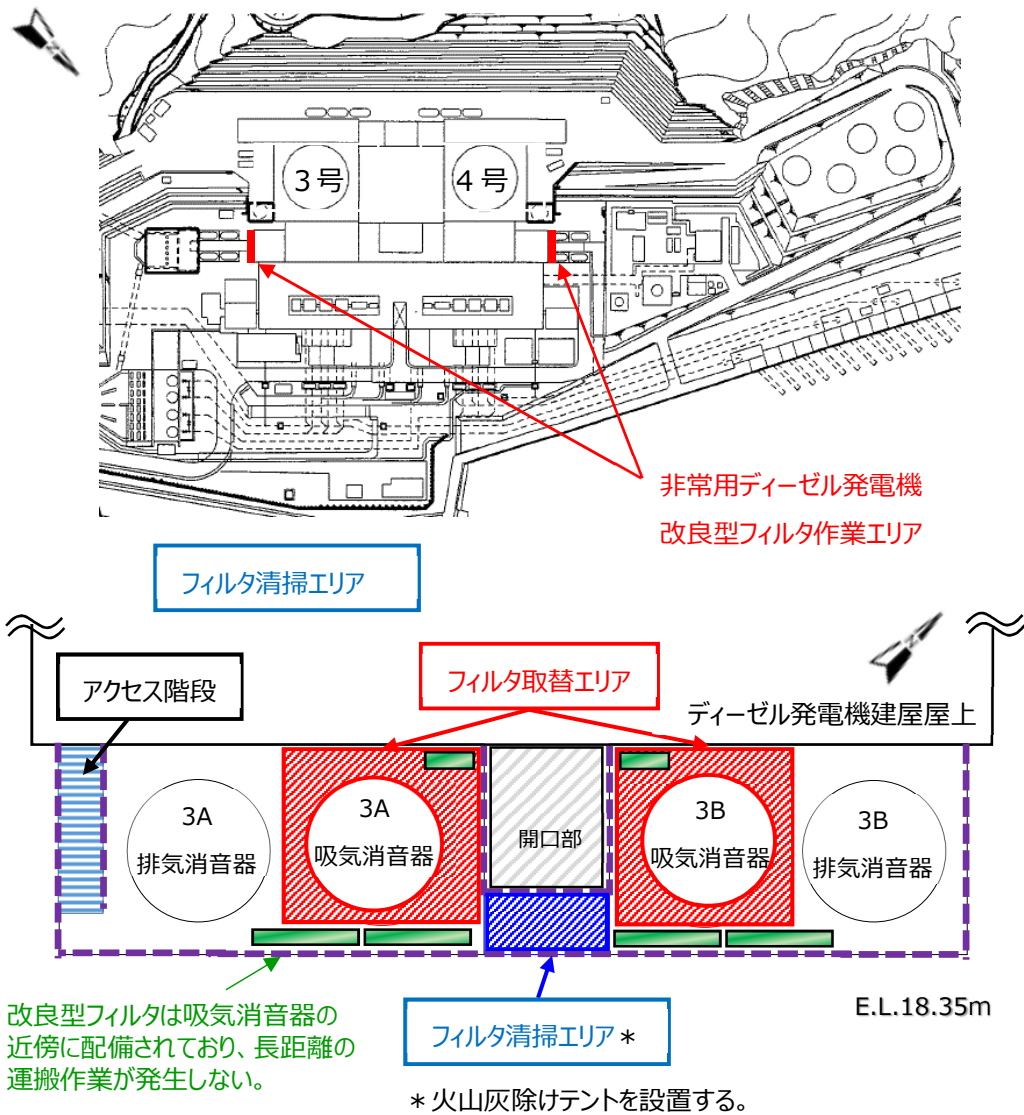 3号
4号
非常用ディーゼル発電機
改良型フィルタ作業エリア
フィルタ清掃エリア
アクセス階段
フィルタ取替エリア
ディーゼル発電機建屋屋上
3A
排気消音器
3A
吸気消音器
開口部
3B
吸気消音器
3B
排気消音器
改良型フィルタは吸気消音器の
近傍に配備されており、長距離の
運搬作業が発生しない。
フィルタ清掃エリア＊
E.L.18.35m
＊火山灰除けテントを設置する。